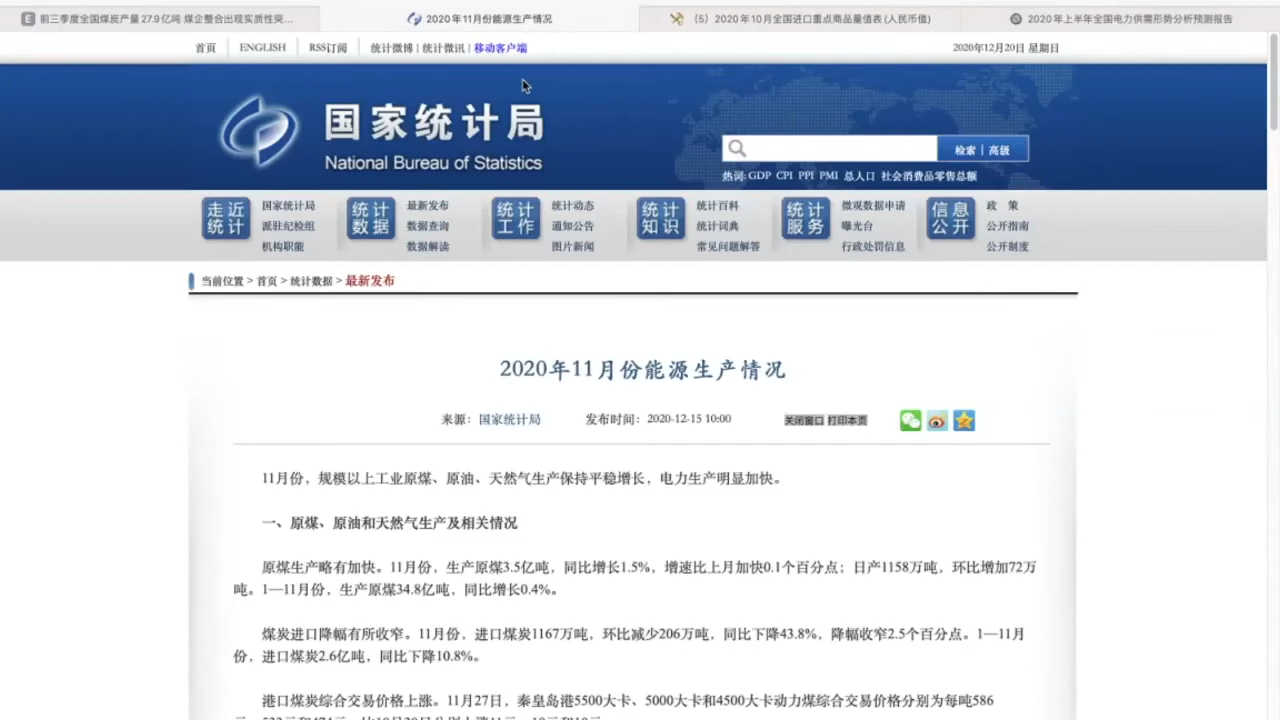 前三季度全国煤炭产量27.9亿吨 煤企整合出现实质性突...
2020年11月份能源生产情况
（5）2020年10月全国进口重点商品量值表(人民币值)
2020年上半年全国电力供需形势分析预测报告
首页 ENGLISH RSS订阅 统计微博 | 统计微讯 | 移动客户端 2020年12月20日 星期日
国家统计局
National Bureau of Statistics
检索 | 高级
热词: GDP CPI PPI PMI 总人口 社会消费品零售总额
走近统计 国家统计局 派驻纪检组 机构职能
统计数据 最新发布 数据查询 数据解读
统计工作 统计动态 通知公告 图片新闻
统计知识 统计百科 统计词典 常见问题解答
统计服务 微观数据申请 曝光台 行政处罚信息
信息公开 政 策 公开指南 公开制度
当前位置 > 首页 > 统计数据 > 最新发布
2020年11月份能源生产情况
来源： 国家统计局 发布时间：2020-12-15 10:00 关闭窗口 打印本页
11月份，规模以上工业原煤、原油、天然气生产保持平稳增长，电力生产明显加快。
一、原煤、原油和天然气生产及相关情况
原煤生产略有加快。11月份，生产原煤3.5亿吨，同比增长1.5%，增速比上月加快0.1个百分点；日产1158万吨，环比增加72万
吨。1—11月份，生产原煤34.8亿吨，同比增长0.4%。
煤炭进口降幅有所收窄。11月份，进口煤炭1167万吨，环比减少206万吨，同比下降43.8%，降幅收窄2.5个百分点。1—11月
份，进口煤炭2.6亿吨，同比下降10.8%。
港口煤炭综合交易价格上涨。11月27日，秦皇岛港5500大卡、5000大卡和4500大卡动力煤综合交易价格分别为每吨586